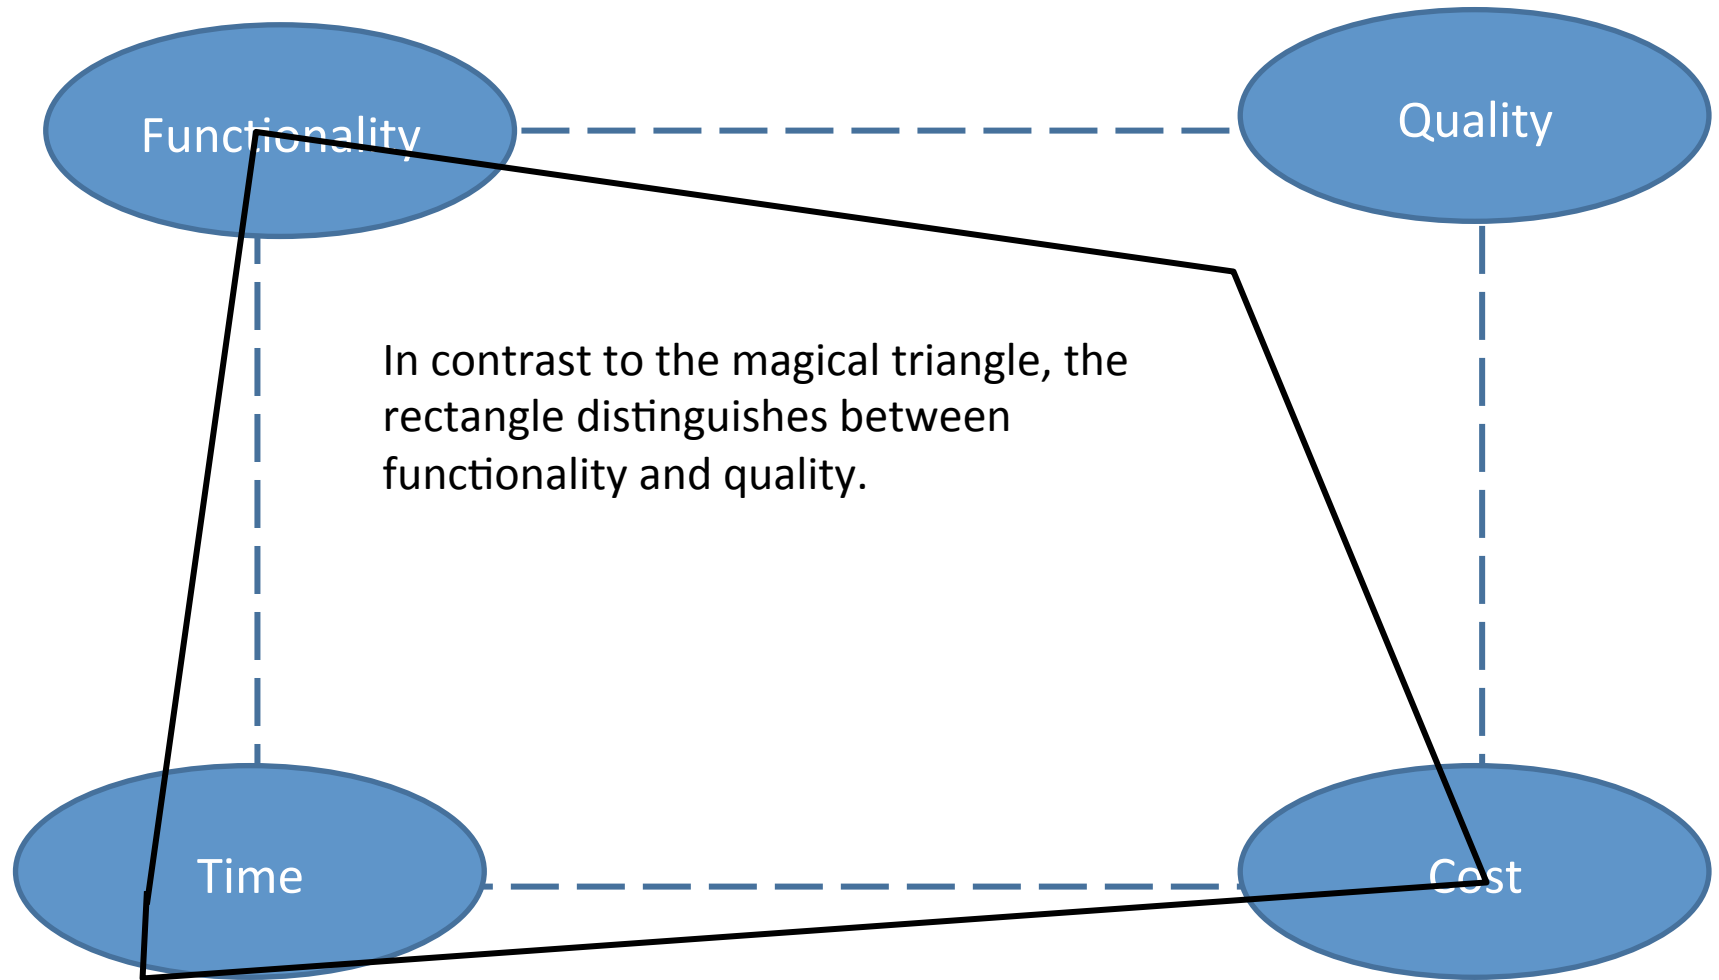 Functionality
Quality
In contrast to the magical triangle, the
rectangle distinguishes between
functionality and quality.
Time
Cost